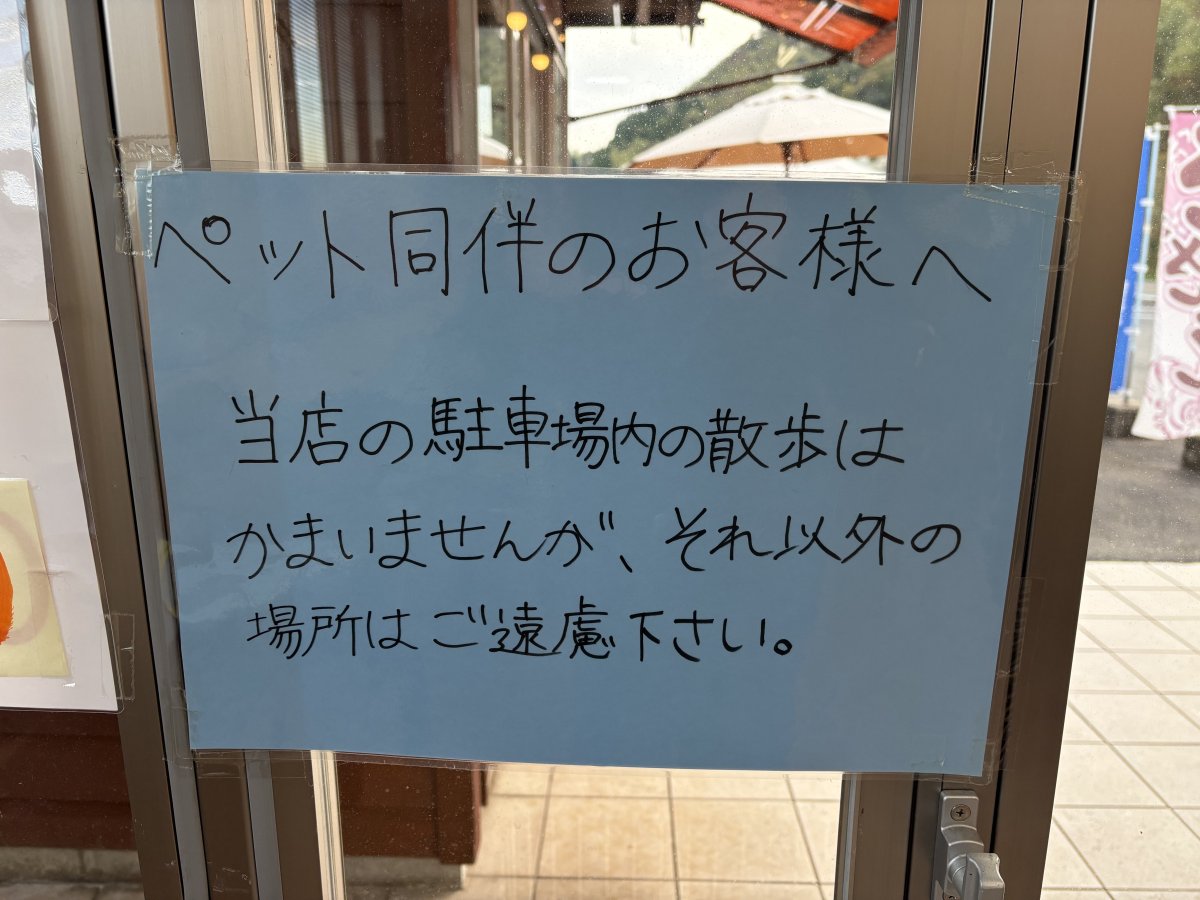 ペット同伴のお客様へ
当店の駐車場内の散歩は
かまいませんが、それ以外の
場所はご遠慮下さい。